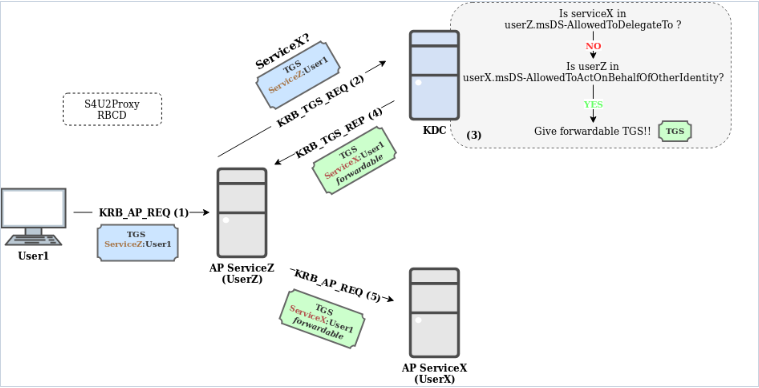 Is serviceX in
userZ.msDS-AllowedToDelegateTo ?
NO
Is userZ in
userX.msDS-AllowedToActOnBehalfOfOtherIdentity?
YES
Give forwardable TGS!!
TGS
(3)
KDC
ServiceX?
TGS
ServiceZ:User1
KRB_TGS_REQ (2)
S4U2Proxy
RBCD
KRB_TGS_REP (4)
TGS
ServiceX:User1
forwardable
KRB_AP_REQ (1)
TGS
ServiceZ:User1
User1
AP ServiceZ
(UserZ)
KRB_AP_REQ (5)
TGS
ServiceX:User1
forwardable
AP ServiceX
(UserX)